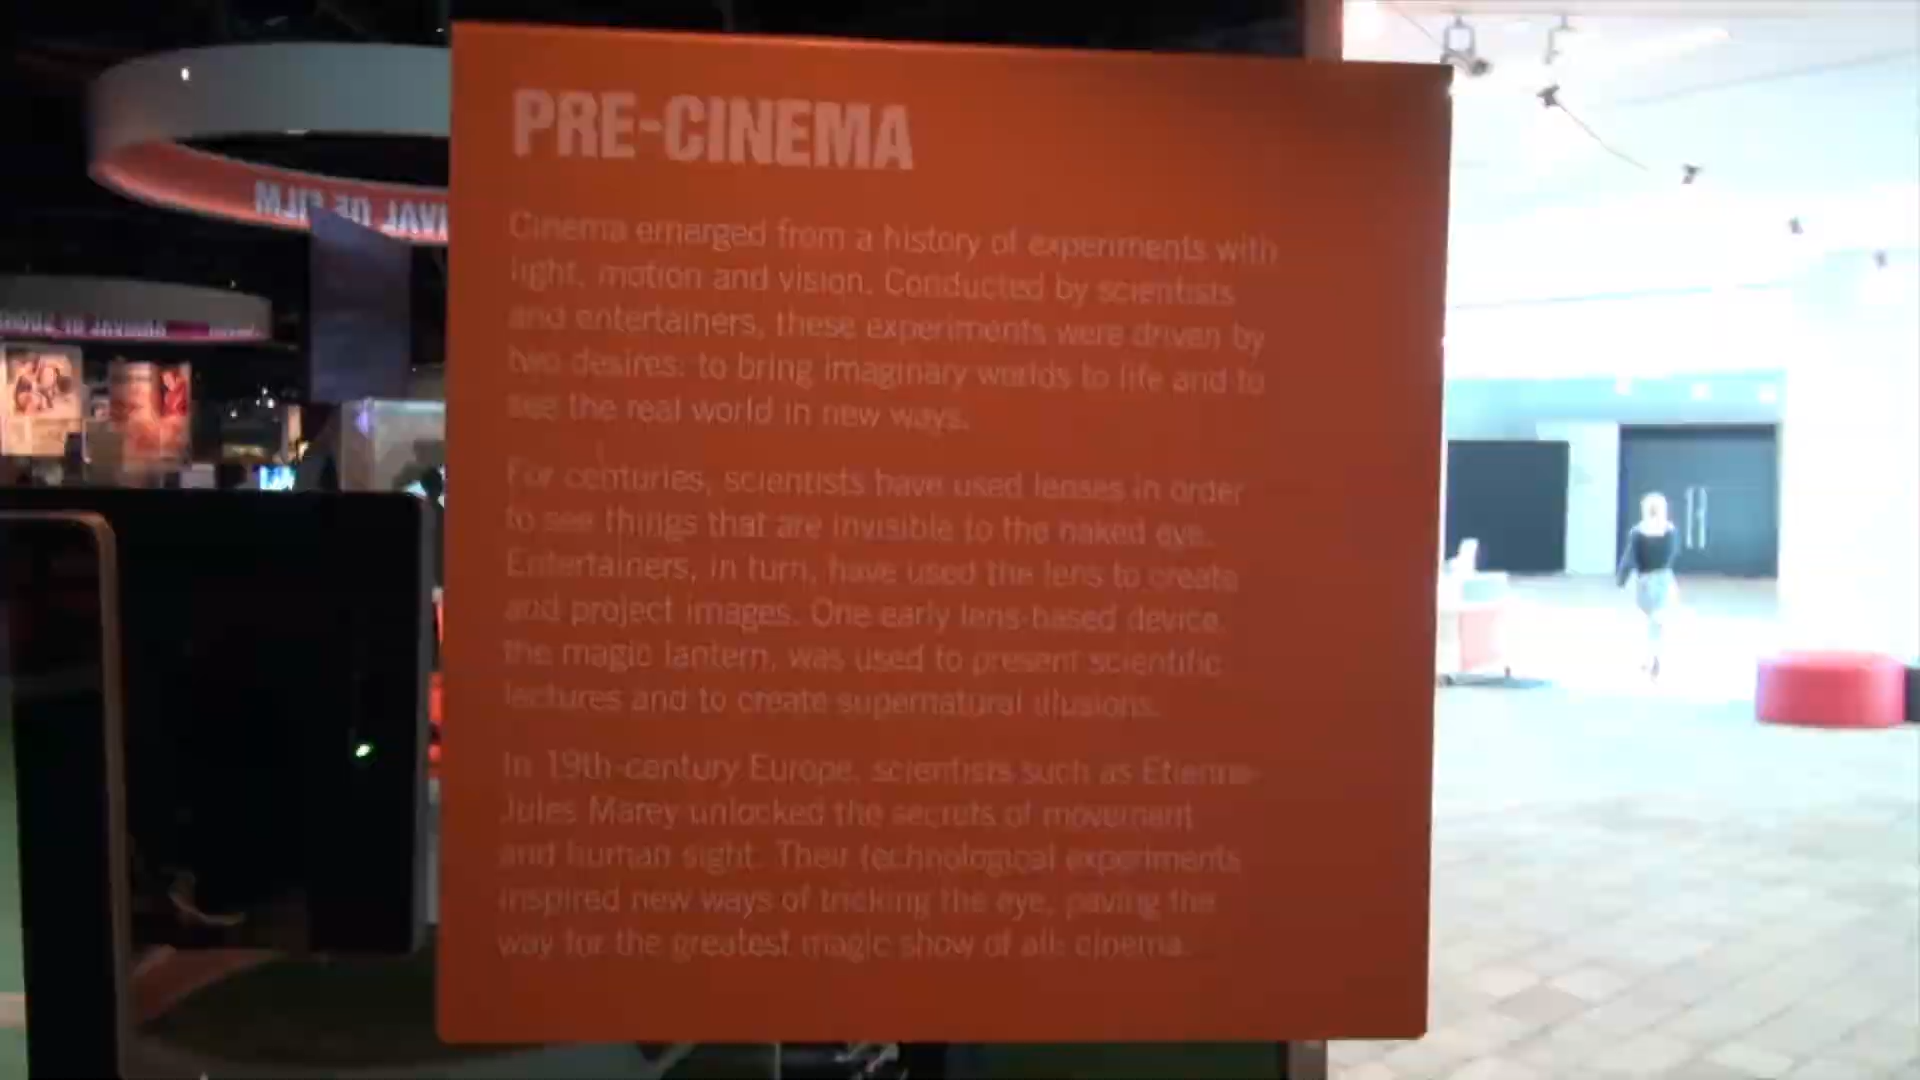 PRE-CINEMA
Cinema emerged from a history of experiments with
light, motion and vision. Conducted by scientists
and entertainers, these experiments were driven by
two desires: to bring imaginary worlds to life and to
see the real world in new ways.
For centuries, scientists have used lenses in order
to see things that are invisible to the naked eye.
Entertainers, in turn, have used the lens to create
and project images. One early lens-based device,
the magic lantern, was used to present scientific
lectures and to create supernatural illusions.
In 19th-century Europe, scientists such as Etienne-
Jules Marey unlocked the secrets of movement
and human sight. Their technological experiments
inspired new ways of tricking the eye, paving the
way for the greatest magic show of all: cinema.